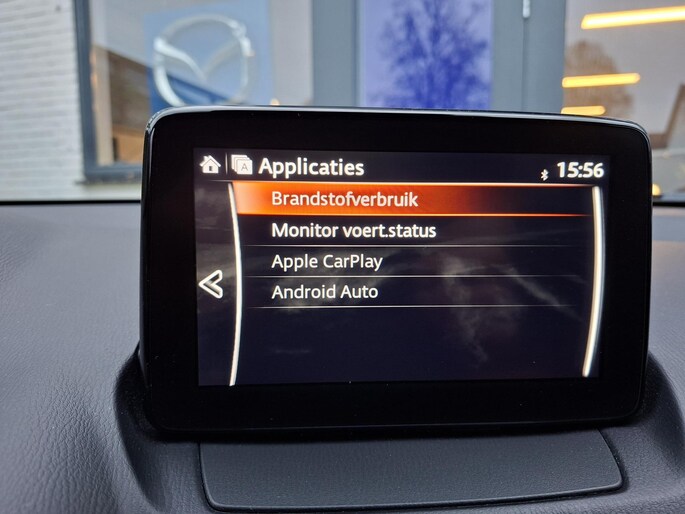 A Applicaties
15:56
Brandstofverbruik
Monitor voert.status
Apple CarPlay
Android Auto